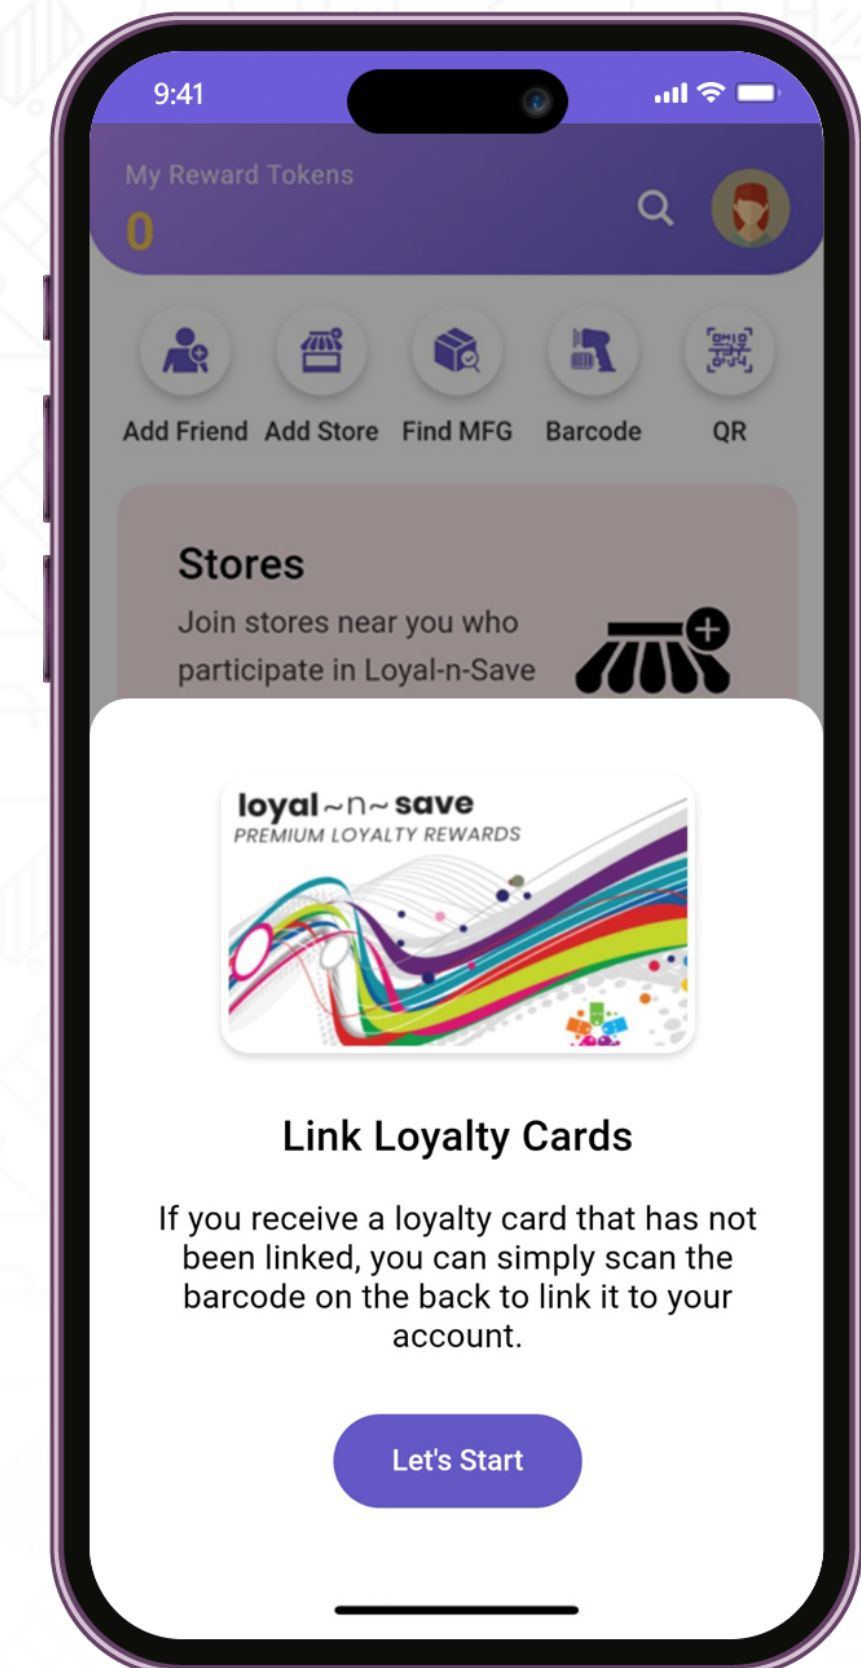 9:41
My Reward Tokens
0
Add Friend Add Store Find MFG Barcode QR
Stores
Join stores near you who
participate in Loyal-n-Save
loyal ~n~ save
PREMIUM LOYALTY REWARDS
Link Loyalty Cards
If you receive a loyalty card that has not
been linked, you can simply scan the
barcode on the back to link it to your
account.
Let's Start